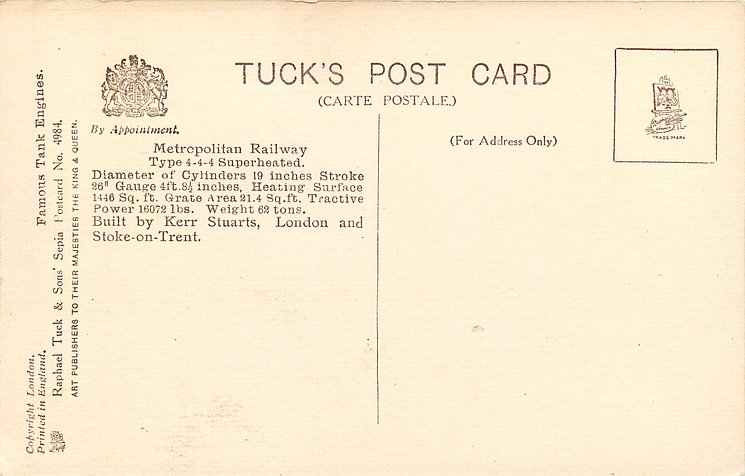 TUCK'S POST CARD
(CARTE POSTALE.)
By Appointment.
(For Address Only)
TRADE MARK
Metropolitan Railway
Type 4-4-4 Superheated.
Diameter of Cylinders 19 inches Stroke
26" Gauge 4ft. 8½ inches, Heating Surface
1446 Sq. ft. Grate Area 21.4 Sq. ft. Tractive
Power 16072 lbs. Weight 62 tons.
Built by Kerr Stuarts, London and
Stoke-on-Trent.
Famous Tank Engines.
Raphael Tuck & Sons' Sepia Postcard No. 4984.
ART PUBLISHERS TO THEIR MAJESTIES THE KING & QUEEN.
Copyright London.
Printed in England.